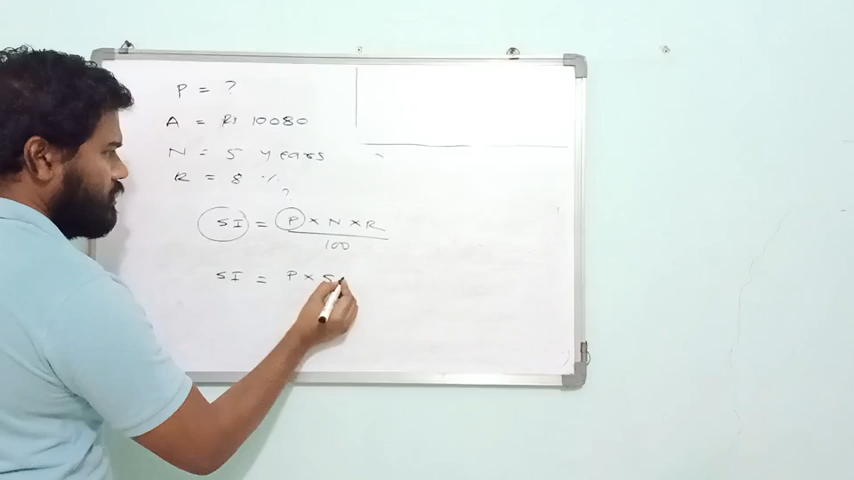 P = ?
A = Rs 10080
N = 5 years
R = 8 %
?
SI = P × N × R
100
SI = P × 5